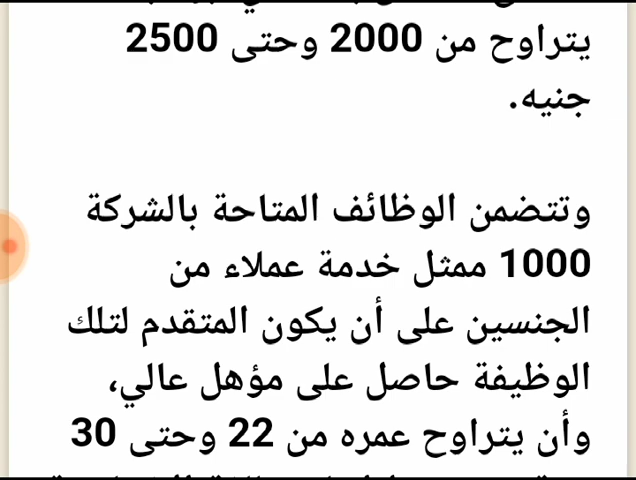 يتراوح من 2000 وحتى 2500
جنيه.
وتتضمن الوظائف المتاحة بالشركة
1000 ممثل خدمة عملاء من
الجنسين على أن يكون المتقدم لتلك
الوظيفة حاصل على مؤهل عالي،
وأن يتراوح عمره من 22 وحتى 30